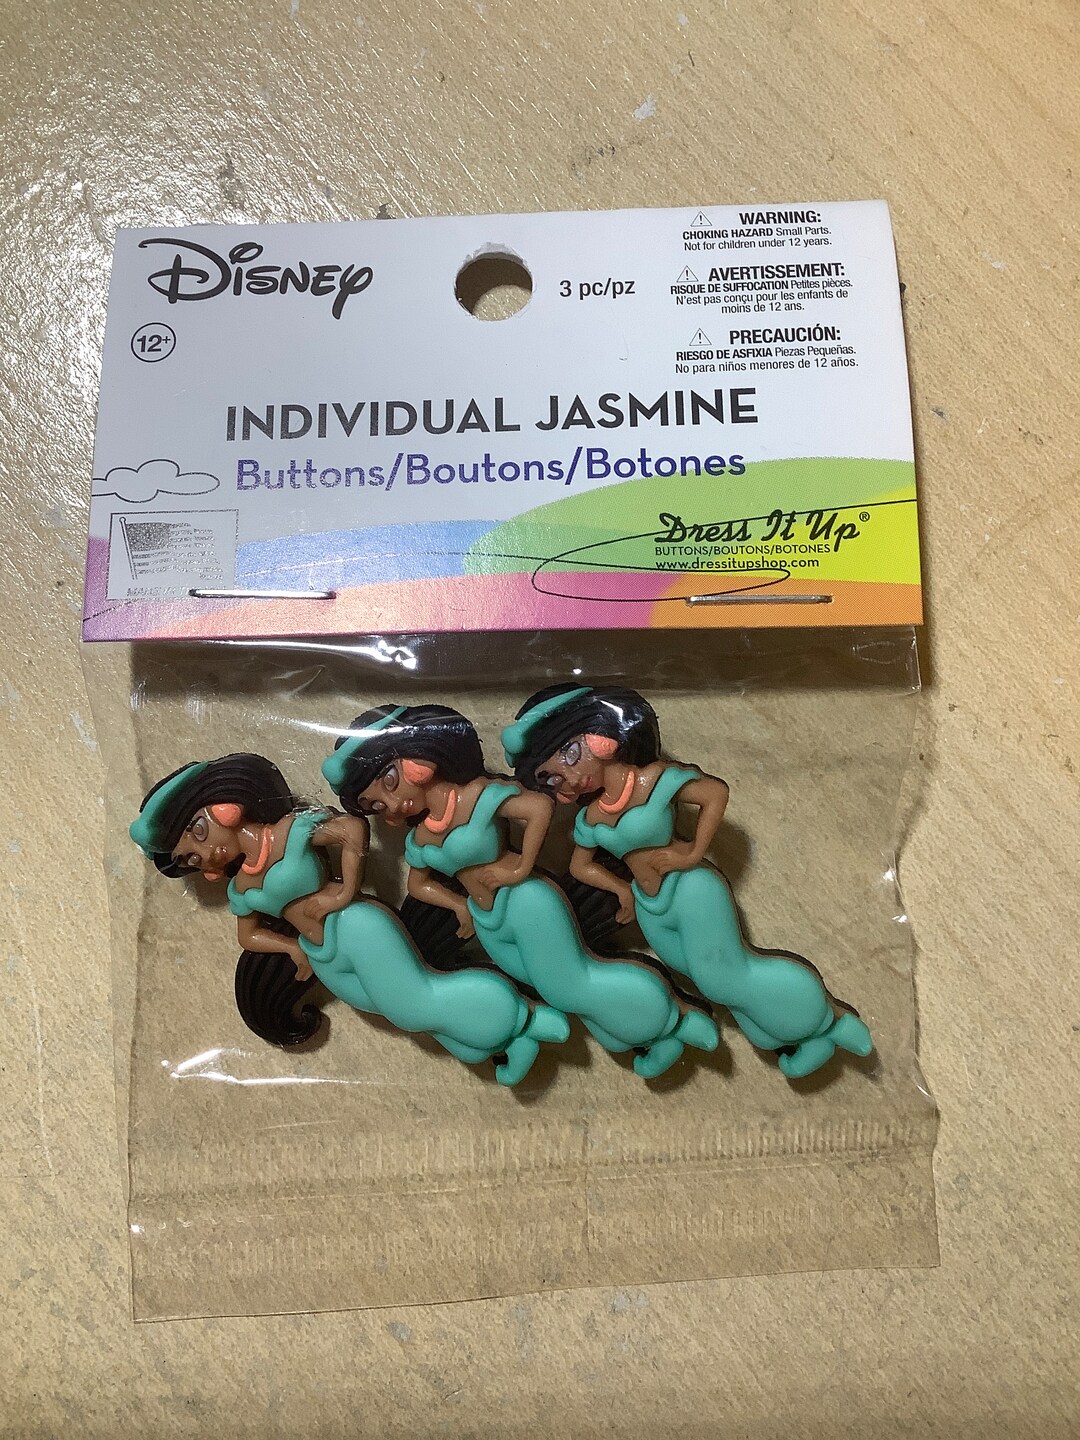 Disney
12+
3 pc/pz
WARNING:
CHOKING HAZARD Small Parts.
Not for children under 12 years.
AVERTISSEMENT:
RISQUE DE SUFFOCATION Petites pièces.
N'est pas conçu pour les enfants de
moins de 12 ans.
PRECAUCIÓN:
RIESGO DE ASFIXIA Piezas Pequeñas.
No para niños menores de 12 años.
INDIVIDUAL JASMINE
Buttons/Boutons/Botones
Dress It Up®
BUTTONS/BOUTONS/BOTONES
www.dressitupshop.com